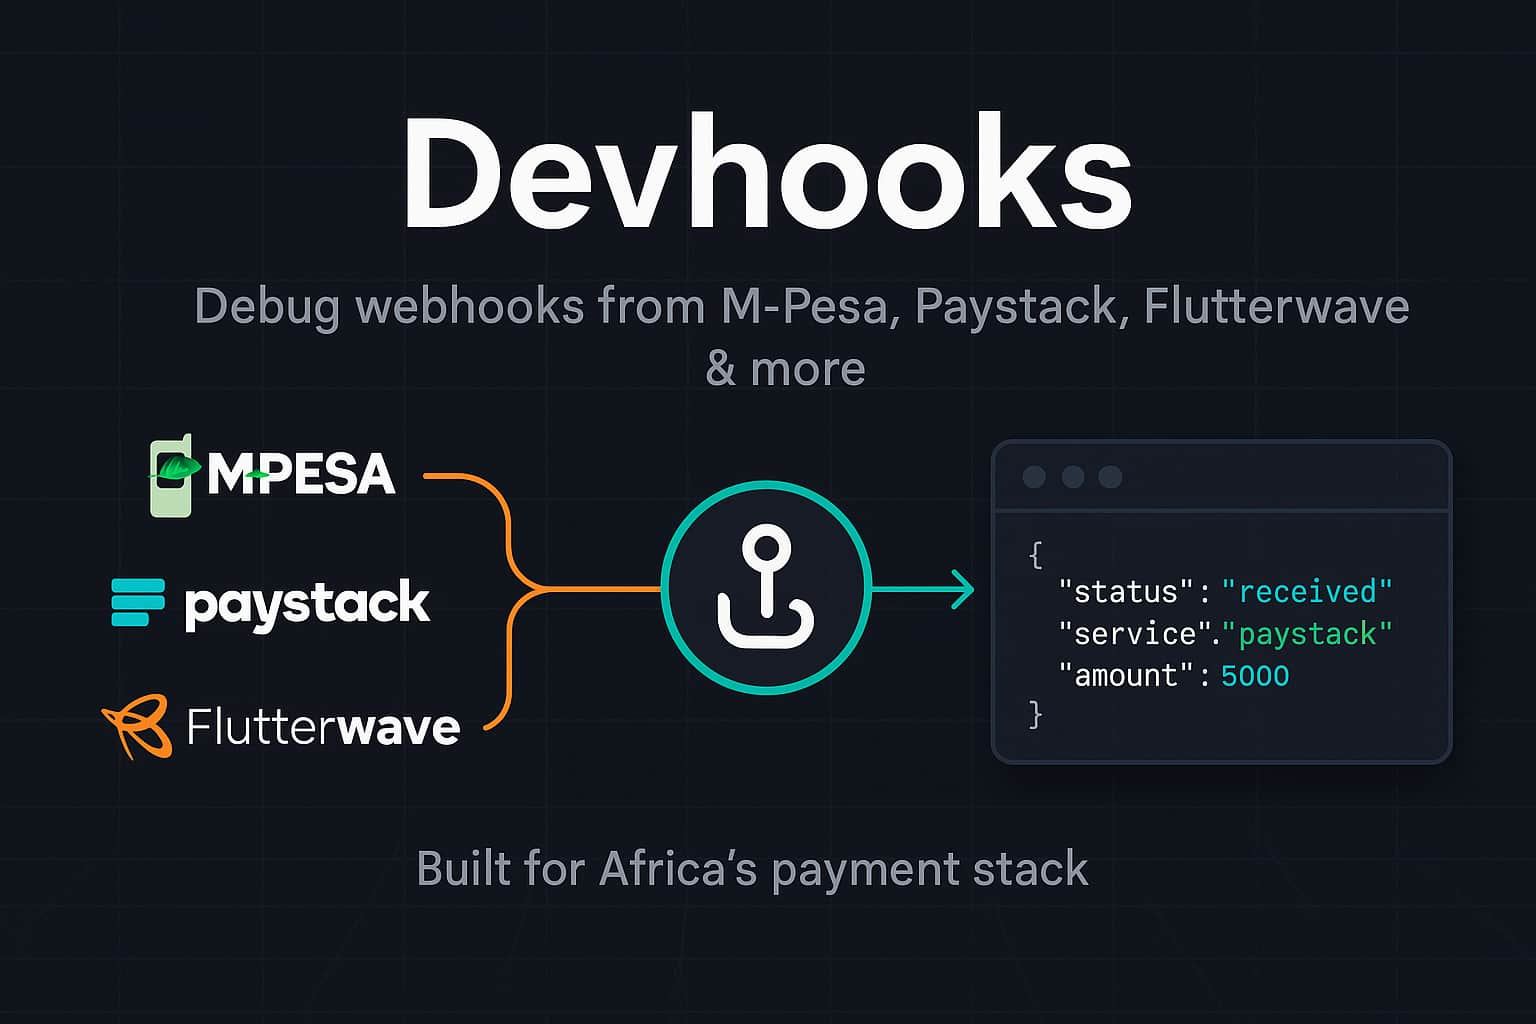 Devhooks
Debug webhooks from M-Pesa, Paystack, Flutterwave
& more
MPESA
paystack
Flutterwave
{
"status": "received"
"service"."paystack"
"amount": 5000
}
Built for Africa's payment stack